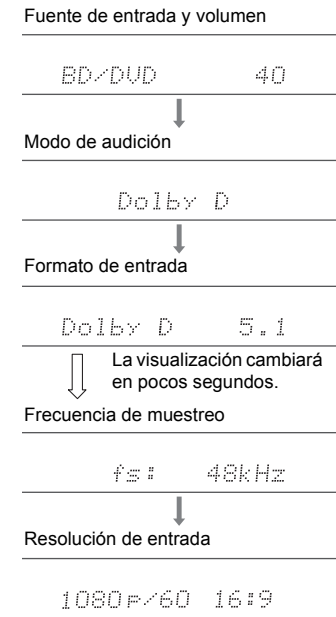 Fuente de entrada y volumen
BD/DVD 40
Modo de audición
Dolby D
Formato de entrada
Dolby D 5.1
La visualización cambiará
en pocos segundos.
Frecuencia de muestreo
fs: 48kHz
Resolución de entrada
1080p/60 16:9